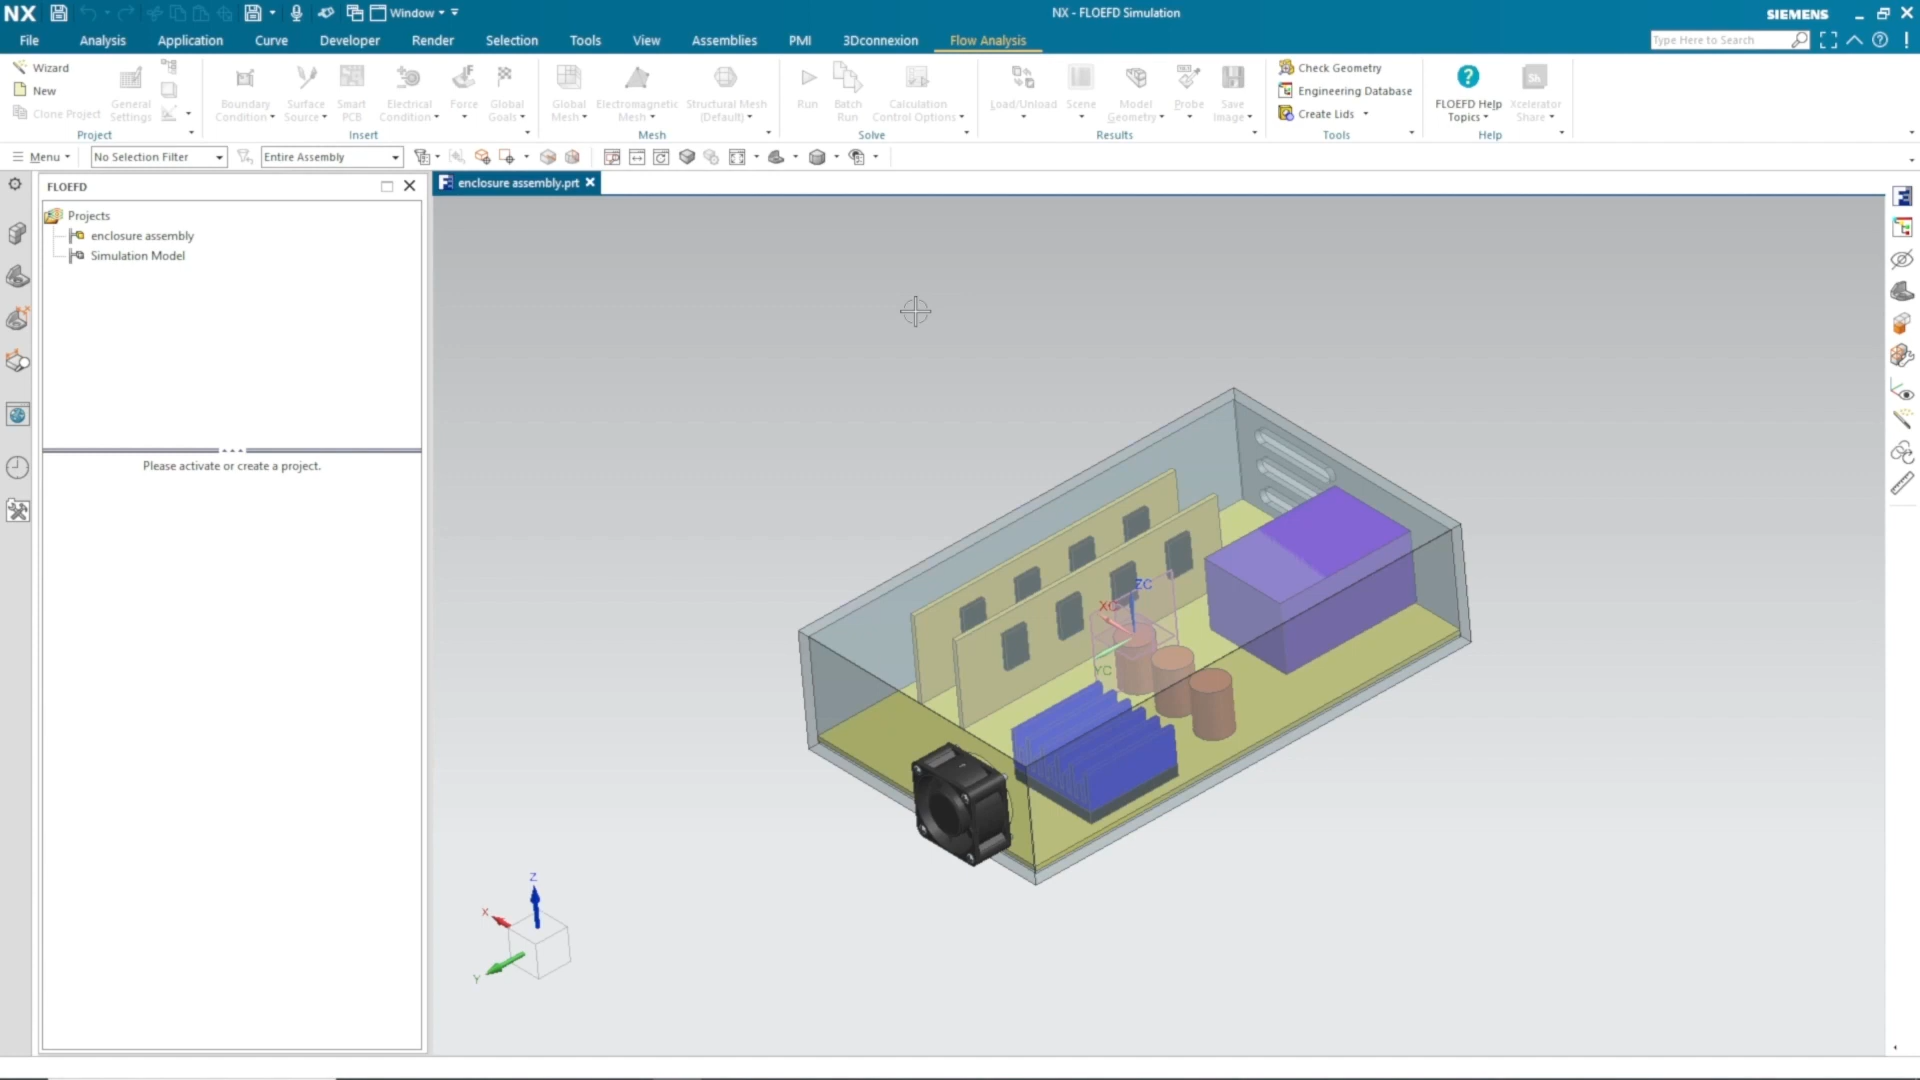 NX
Window
NX - FLOEFD Simulation
SIEMENS
File Analysis Application Curve Developer Render Selection Tools View Assemblies PMI 3Dconnexion Flow Analysis
Type Here to Search
Wizard
New
Clone Project
General Settings
Project
Boundary Condition
Surface Source
Smart PCB
Electrical Condition
Force
Global Goals
Insert
Global Mesh
Electromagnetic Mesh
Structural Mesh (Default)
Mesh
Run
Batch Run
Calculation Control Options
Solve
Load/Unload
Scene
Model Geometry
Probe
Save Image
Results
Check Geometry
Engineering Database
Create Lids
Tools
FLOEFD Help Topics
Sh
Xcelerator Share
Help
Menu
No Selection Filter
Entire Assembly
FLOEFD
enclosure assembly.prt
Projects
enclosure assembly
Simulation Model
Please activate or create a project.
ZC
XC
YC
Z
X
Y